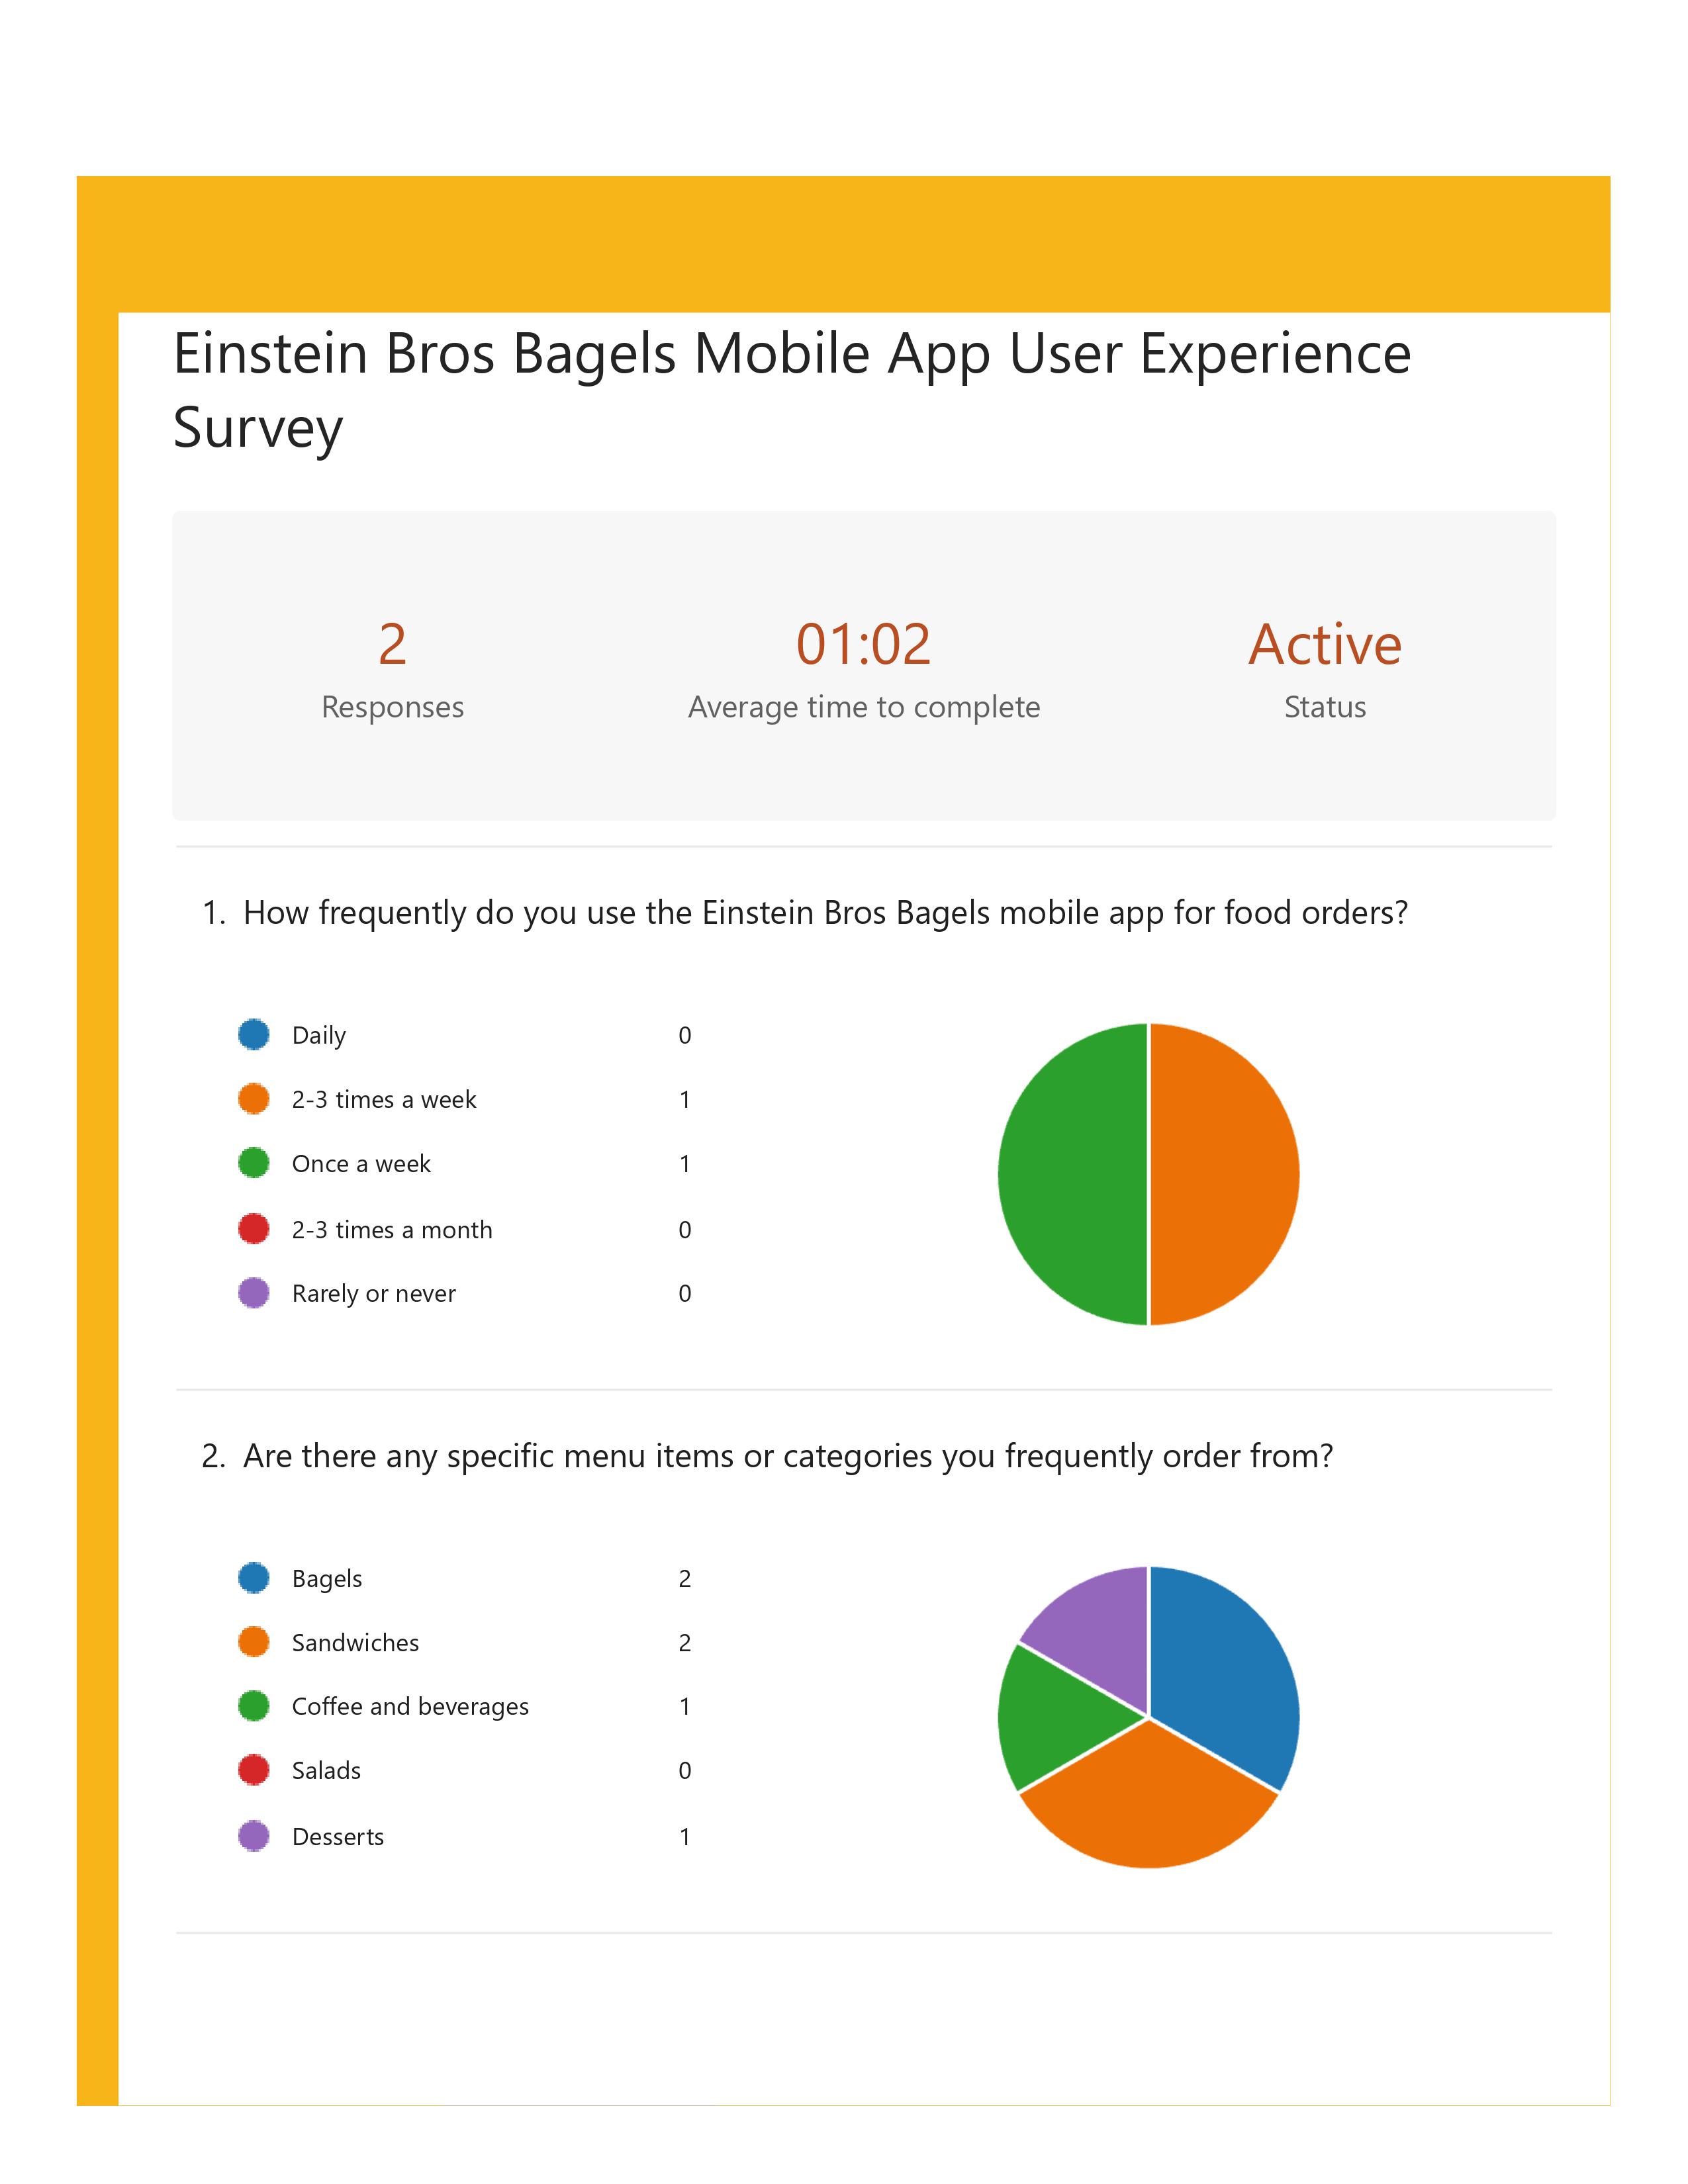 Einstein Bros Bagels Mobile App User Experience
Survey
2
Responses
01:02
Average time to complete
Active
Status
1. How frequently do you use the Einstein Bros Bagels mobile app for food orders?
Daily 0
2-3 times a week 1
Once a week 1
2-3 times a month 0
Rarely or never 0
2. Are there any specific menu items or categories you frequently order from?
Bagels 2
Sandwiches 2
Coffee and beverages 1
Salads 0
Desserts 1